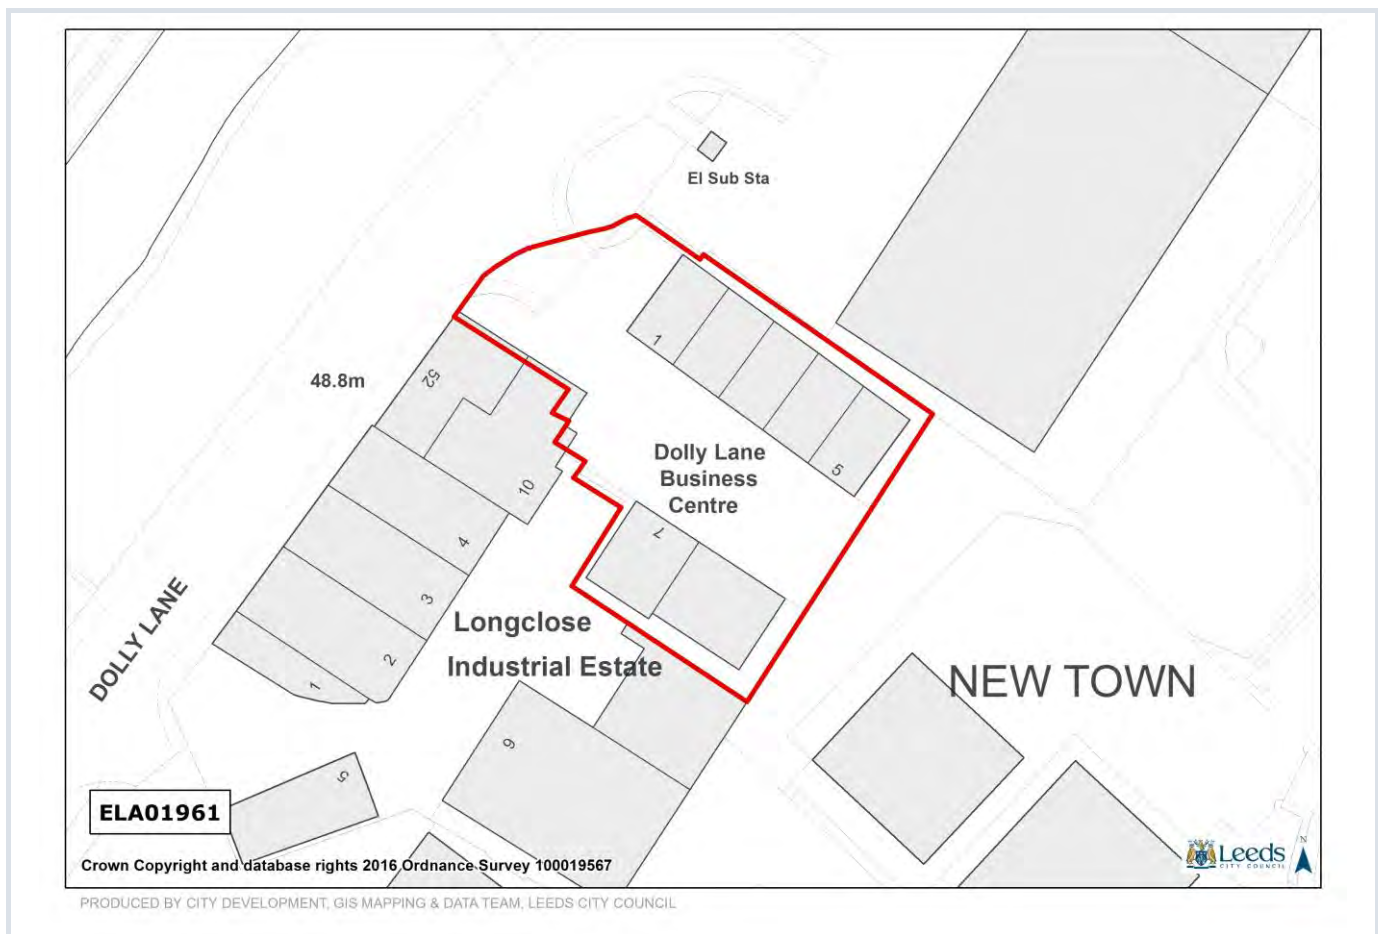 El Sub Sta
52
48.8m
1
Dolly Lane
Business
Centre
5
10
7
4
3
2
1
DOLLY LANE
Longclose
Industrial Estate
NEW TOWN
6
5
ELA01961
Crown Copyright and database rights 2016 Ordnance Survey 100019567
Leeds
CITY COUNCIL
N
PRODUCED BY CITY DEVELOPMENT, GIS MAPPING & DATA TEAM, LEEDS CITY COUNCIL